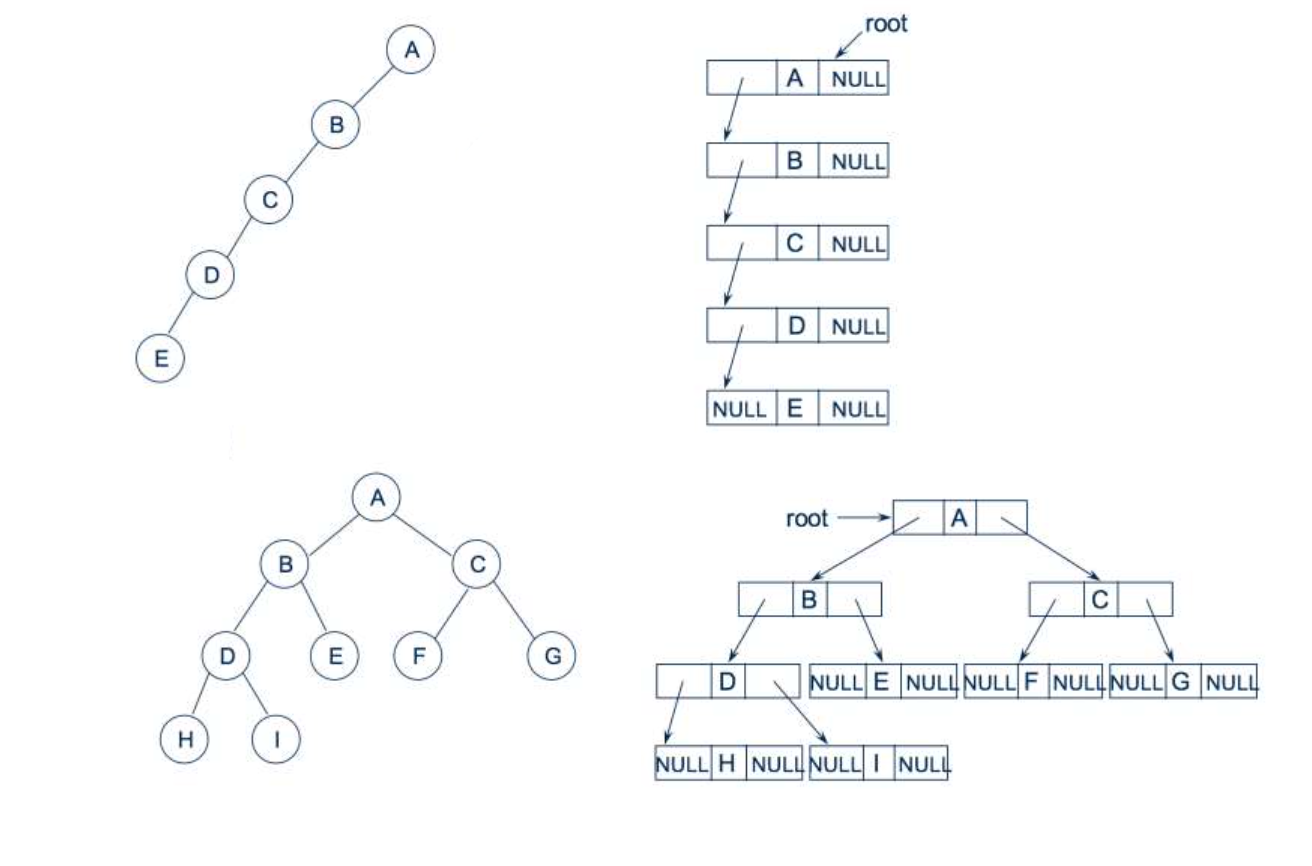 A
B
C
D
E
root
A NULL
B NULL
C NULL
D NULL
NULL E NULL
A
B C
D E F G
H I
root A
B C
D NULL E NULL NULL F NULL NULL G NULL
NULL H NULL NULL I NULL